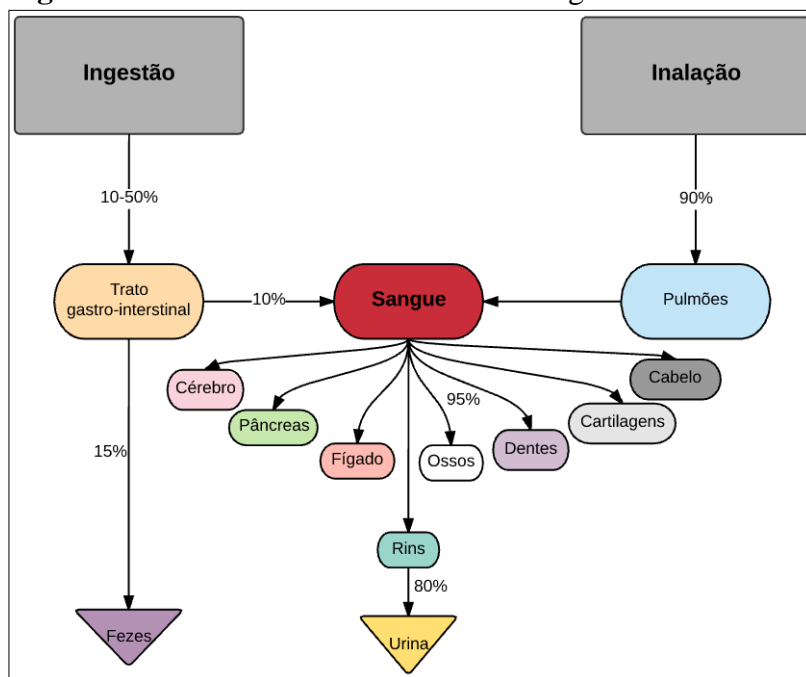 Ingestão
Inalação
10-50%
90%
Trato
gastro-interstinal
10%
Sangue
Pulmões
Cérebro
Cabelo
Pâncreas
95%
Cartilagens
15%
Fígado
Ossos
Dentes
Rins
80%
Fezes
Urina